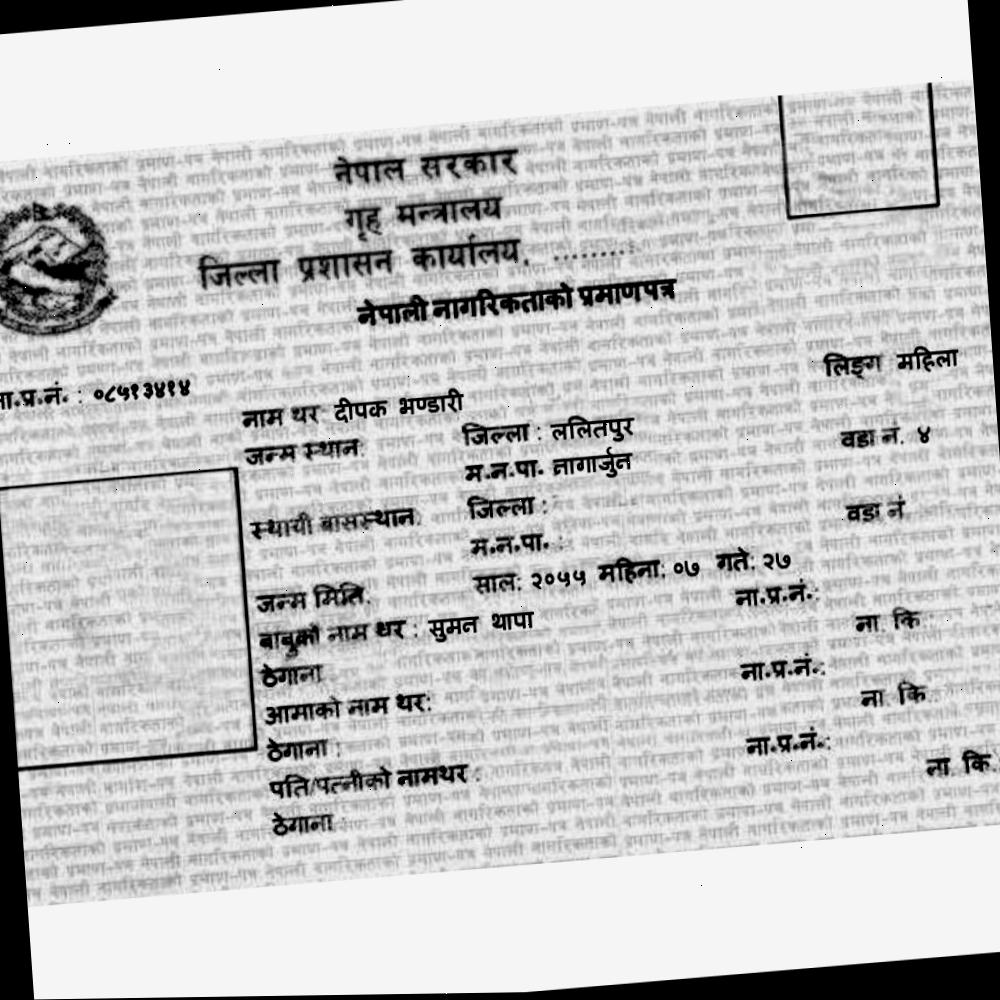 नेपाल सरकार
गृह मन्त्रालय
जिल्ला प्रशासन कार्यालय, .........
नेपाली नागरिकताको प्रमाणपत्र
ना.प्र.नं. : ०८५१३४१४
लिङ्ग महिला
नाम थर दीपक भण्डारी
जन्म स्थान: जिल्ला : ललितपुर
वडा नं. ४
म.न.पा. नागार्जुन
स्थायी बासस्थान: जिल्ला :
वडा नं.
म.न.पा. :
जन्म मिति: साल: २०५५ महिना: ०७ गते: २७
बाबुको नाम थर : सुमन थापा ना.प्र.नं.:
ठेगाना ना. कि.:
आमाको नाम थर: ना.प्र.नं.:
ठेगाना : ना. कि.:
पति/पत्नीको नामथर : ना.प्र.नं.:
ठेगाना : ना. कि.